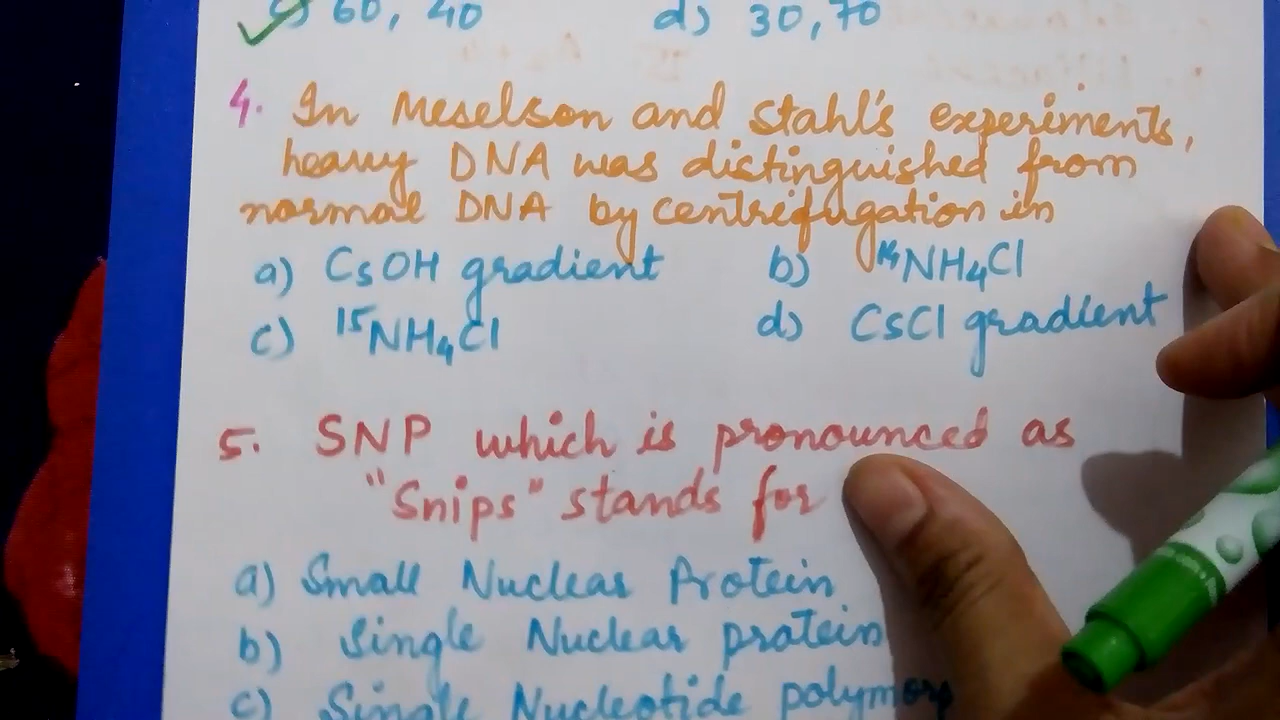 c) 60, 40 d) 30, 70
4. In Meselson and Stahl's experiments,
heavy DNA was distinguished from
normal DNA by centrifugation in
a) CsOH gradient b) ¹⁴NH₄Cl
c) ¹⁵NH₄Cl d) CsCl gradient
5. SNP which is pronounced as
"Snips" stands for
a) Small Nuclear Protein
b) Single Nuclear protein
c) Single Nucleotide